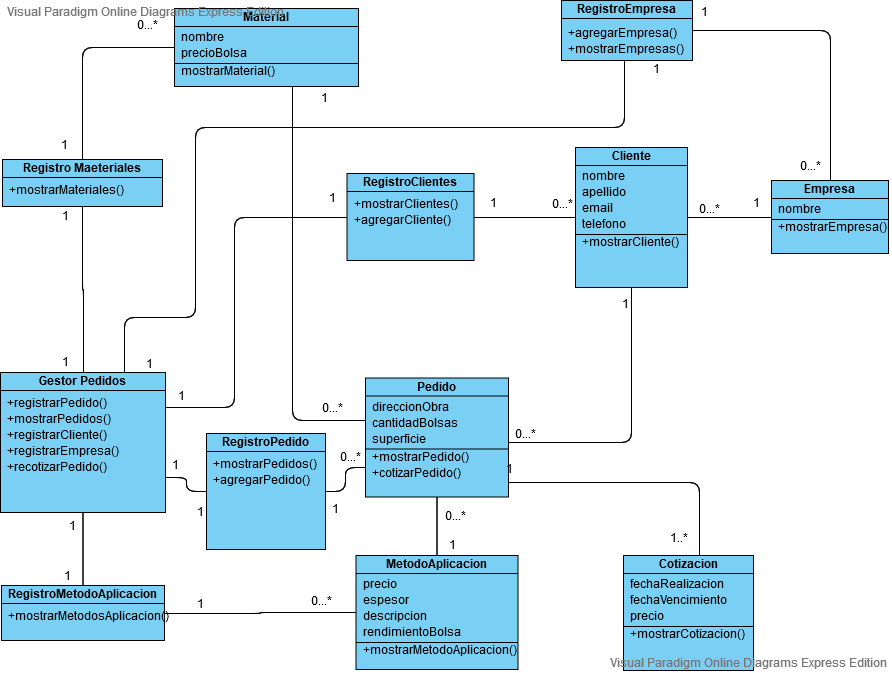 Visual Paradigm Online Diagrams Express Edition
Material
nombre
precioBolsa
mostrarMaterial()
0...*
1
RegistroEmpresa
+agregarEmpresa()
+mostrarEmpresas()
1
1
1
Registro Maeteriales
+mostrarMateriales()
1
RegistroClientes
+mostrarClientes()
+agregarCliente()
1
1
0...*
Cliente
nombre
apellido
email
telefono
+mostrarCliente()
0...*
1
1
0...*
Empresa
nombre
+mostrarEmpresa()
1
1
Gestor Pedidos
+registrarPedido()
+mostrarPedidos()
+registrarCliente()
+registrarEmpresa()
+recotizarPedido()
1
1
1
RegistroPedido
+mostrarPedidos()
+agregarPedido()
1
1
0...*
0...*
Pedido
direccionObra
cantidadBolsas
superficie
+mostrarPedido()
+cotizarPedido()
0...*
1
0...*
1
1..*
1
RegistroMetodoAplicacion
+mostrarMetodosAplicacion()
1
0...*
MetodoAplicacion
precio
espesor
descripcion
rendimientoBolsa
+mostrarMetodoAplicacion()
Cotizacion
fechaRealizacion
fechaVencimiento
precio
+mostrarCotizacion()
Visual Paradigm Online Diagrams Express Edition